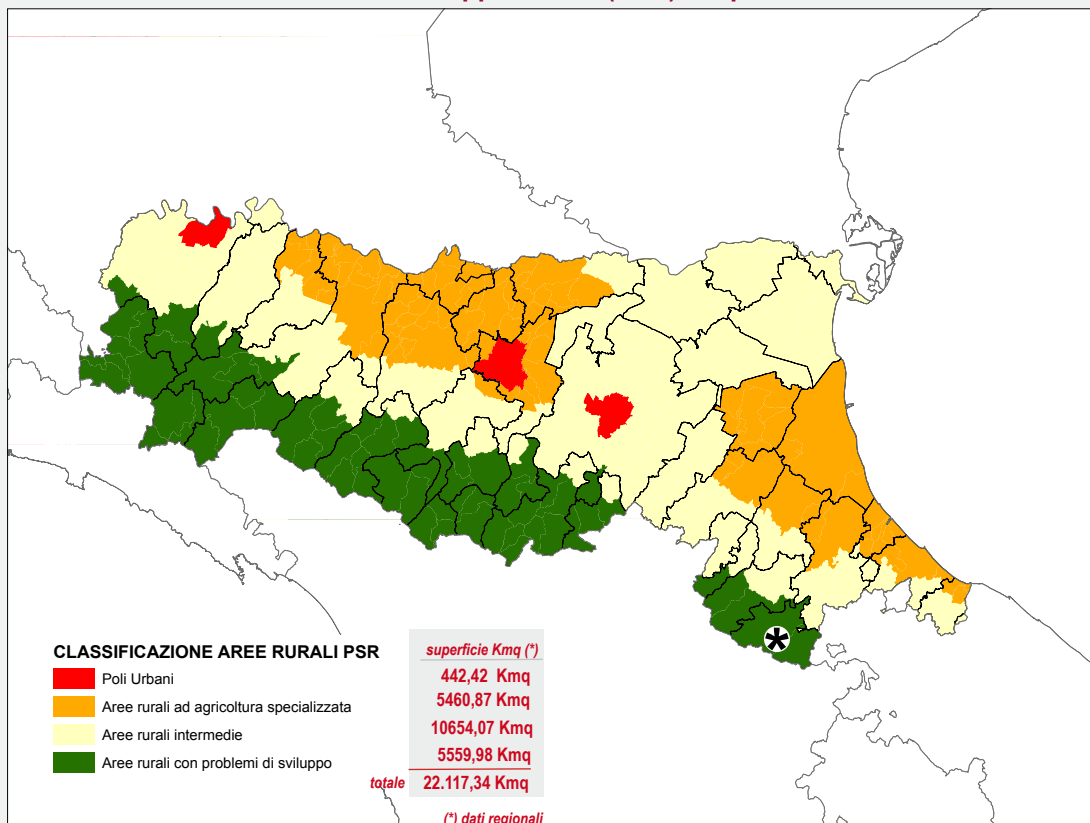 CLASSIFICAZIONE AREE RURALI PSR
superficie Kmq (*)
Poli Urbani
442,42 Kmq
Aree rurali ad agricoltura specializzata
5460,87 Kmq
Aree rurali intermedie
10654,07 Kmq
Aree rurali con problemi di sviluppo
5559,98 Kmq
totale 22.117,34 Kmq
(*) dati regionali
*